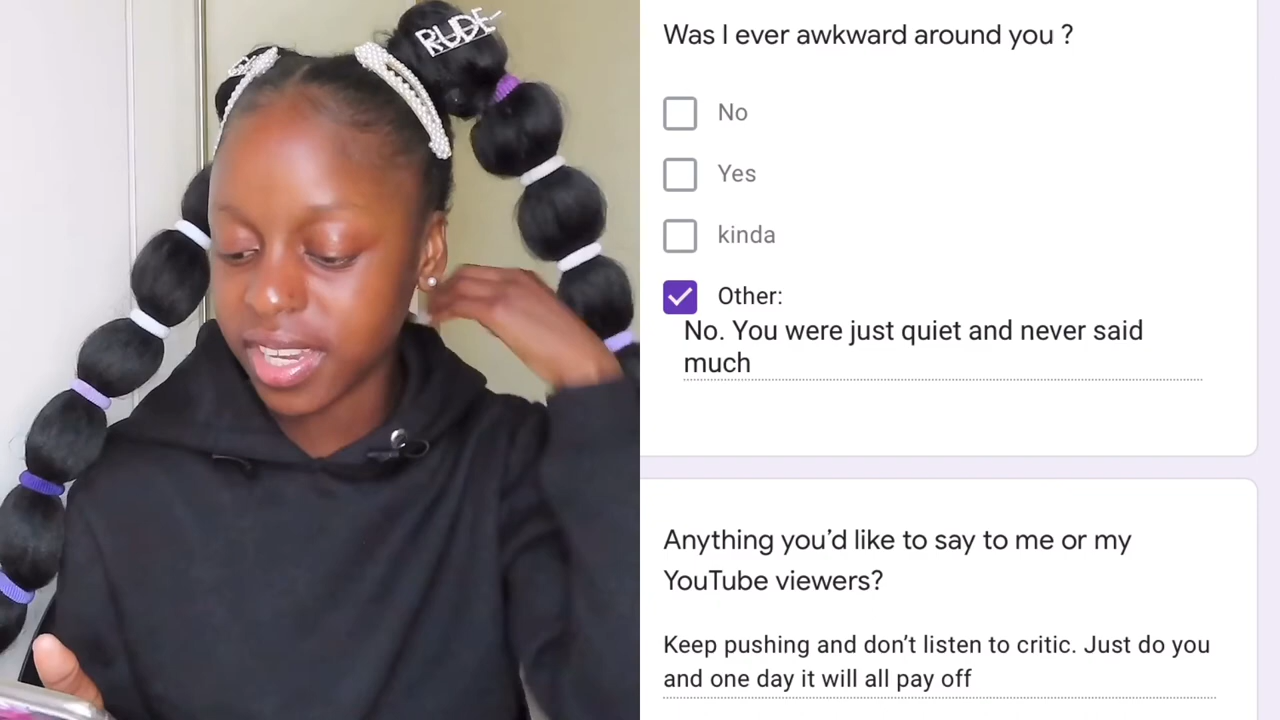 RUDE
Was I ever awkward around you ?
No
Yes
kinda
Other:
No. You were just quiet and never said
much
Anything you’d like to say to me or my
YouTube viewers?
Keep pushing and don’t listen to critic. Just do you
and one day it will all pay off